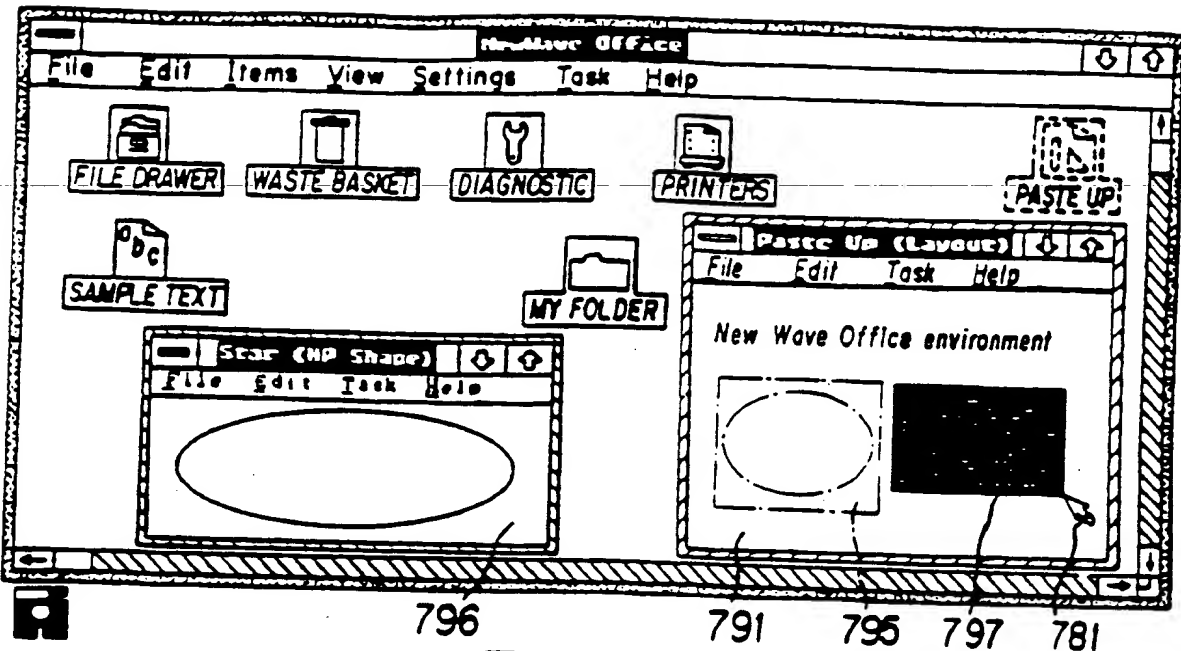 NewWave Office
File Edit Items View Settings Task Help
FILE DRAWER WASTE BASKET DIAGNOSTIC PRINTERS PASTE UP
abc
SAMPLE TEXT MY FOLDER
Paste Up (Layout)
File Edit Task Help
New Wave Office environment
Star (HP Shape)
File Edit Task Help
796 791 795 797 781